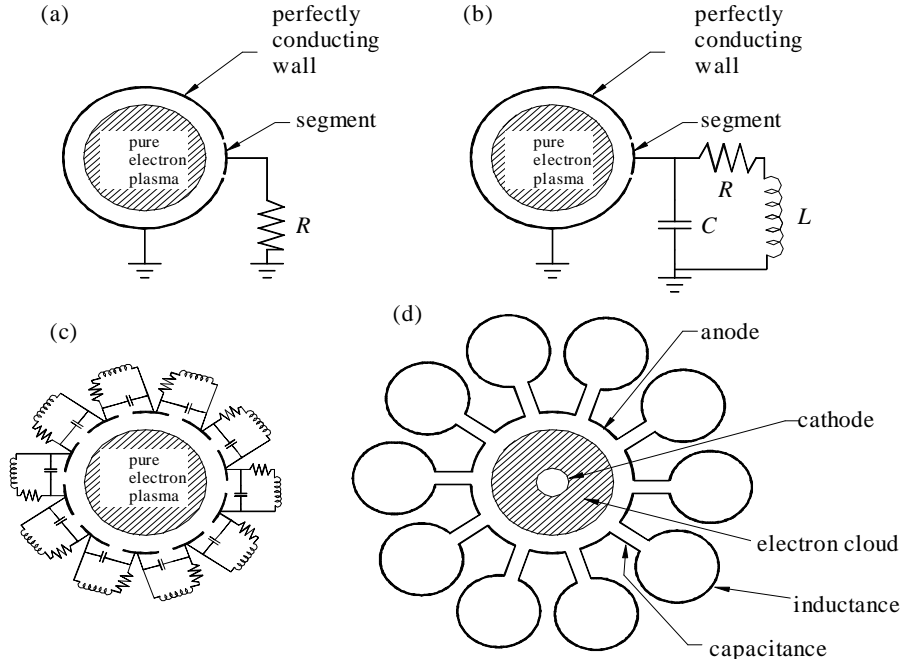 (a)
perfectly
conducting
wall
segment
pure
electron
plasma
R
(b)
perfectly
conducting
wall
segment
pure
electron
plasma
R
L
C
(c)
pure
electron
plasma
(d)
anode
cathode
electron cloud
inductance
capacitance